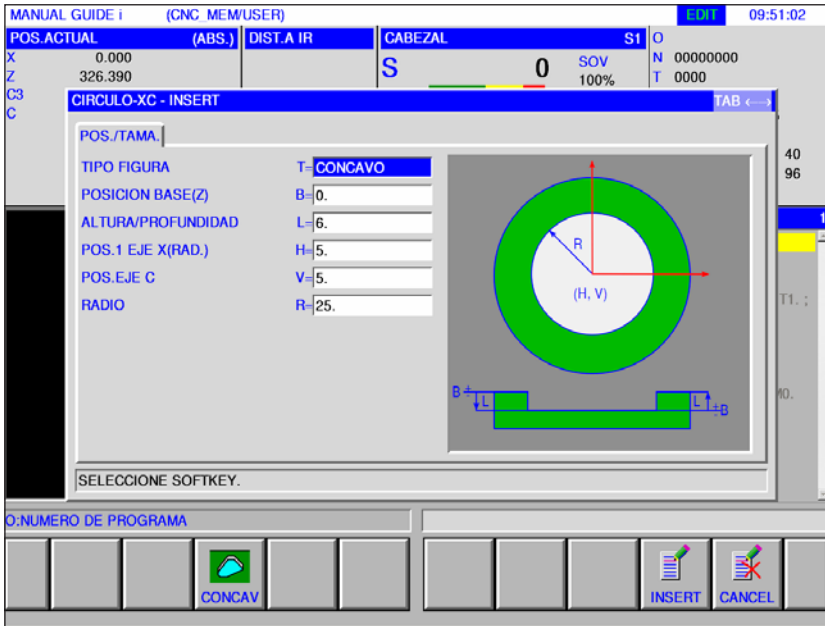 MANUAL GUIDE i (CNC_MEM/USER) EDIT 09:51:02
POS.ACTUAL (ABS.) DIST.A IR CABEZAL S1 O
X 0.000 S 0 SOV N 00000000
Z 326.390 100% T 0000
C3
C
CIRCULO-XC - INSERT TAB ←→
POS./TAMA.
TIPO FIGURA T=CONCAVO
POSICION BASE(Z) B=0.
ALTURA/PROFUNDIDAD L=6.
POS.1 EJE X(RAD.) H=5.
POS.EJE C V=5.
RADIO R=25.
R
(H, V)
B L L B
40
96
1
T1. ;
M0.
SELECCIONE SOFTKEY.
O:NUMERO DE PROGRAMA
CONCAV INSERT CANCEL